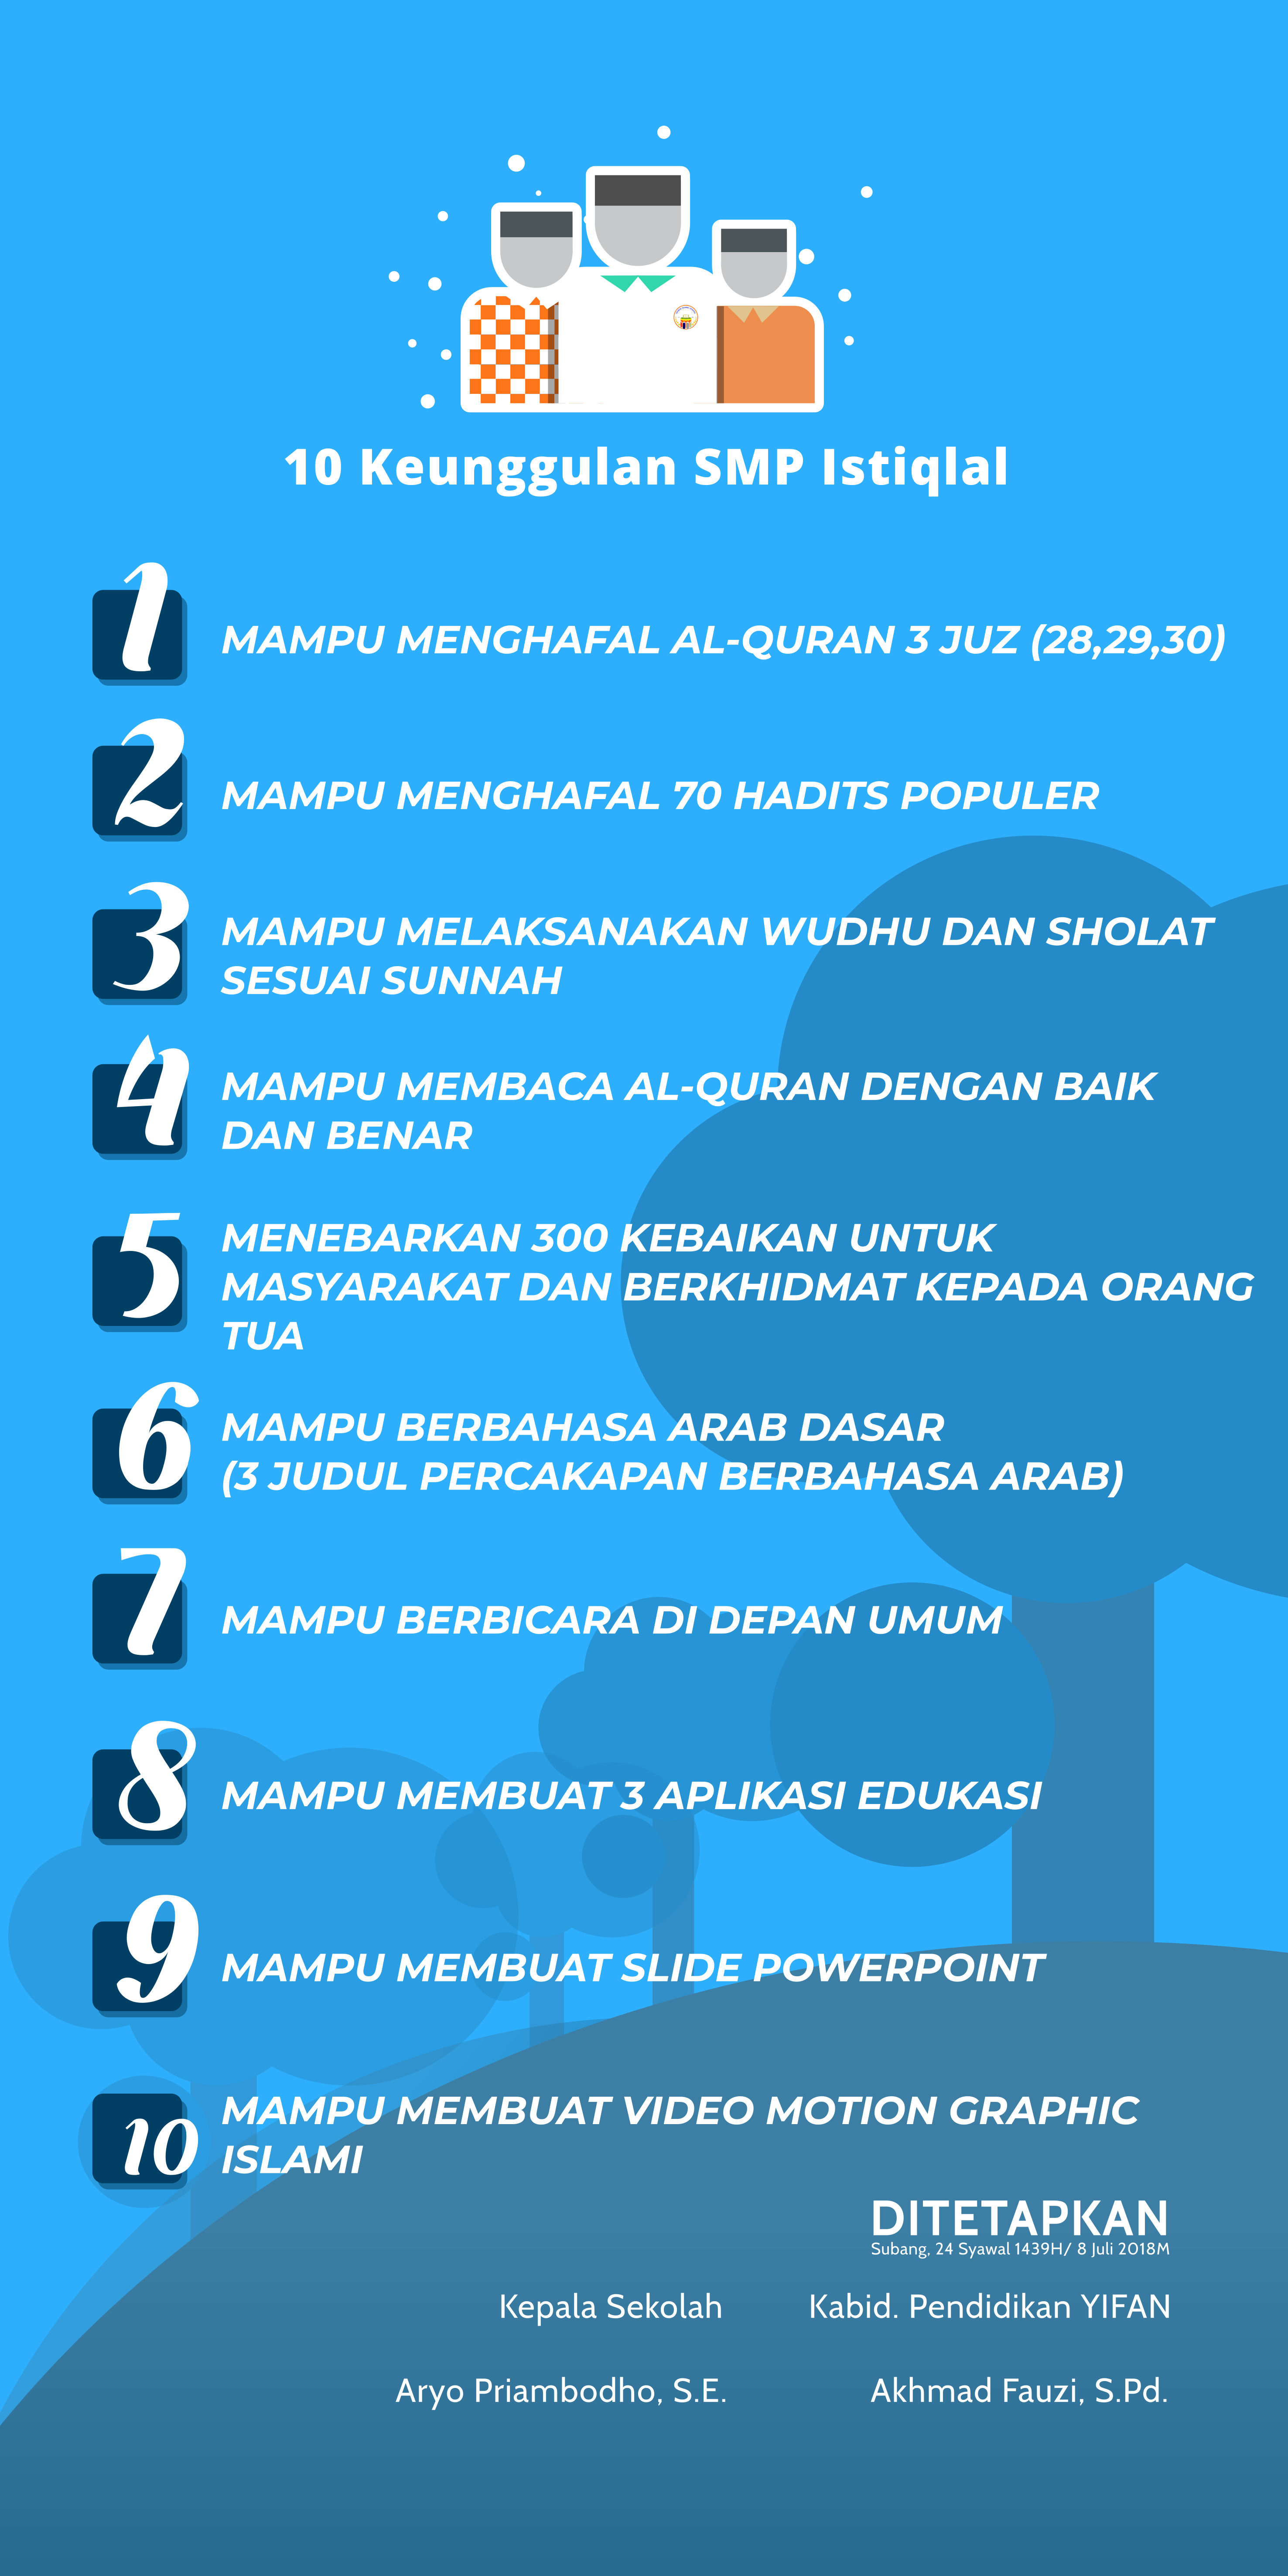 10 Keunggulan SMP Istiqlal
1
MAMPU MENGHAFAL AL-QURAN 3 JUZ (28,29,30)
2
MAMPU MENGHAFAL 70 HADITS POPULER
3
MAMPU MELAKSANAKAN WUDHU DAN SHOLAT
SESUAI SUNNAH
4
MAMPU MEMBACA AL-QURAN DENGAN BAIK
DAN BENAR
5
MENEBARKAN 300 KEBAIKAN UNTUK
MASYARAKAT DAN BERKHIDMAT KEPADA ORANG
TUA
6
MAMPU BERBAHASA ARAB DASAR
(3 JUDUL PERCAKAPAN BERBAHASA ARAB)
7
MAMPU BERBICARA DI DEPAN UMUM
8
MAMPU MEMBUAT 3 APLIKASI EDUKASI
9
MAMPU MEMBUAT SLIDE POWERPOINT
10
MAMPU MEMBUAT VIDEO MOTION GRAPHIC
ISLAMI
DITETAPKAN
Subang, 24 Syawal 1439H/ 8 Juli 2018M
Kepala Sekolah Kabid. Pendidikan YIFAN
Aryo Priambodho, S.E. Akhmad Fauzi, S.Pd.